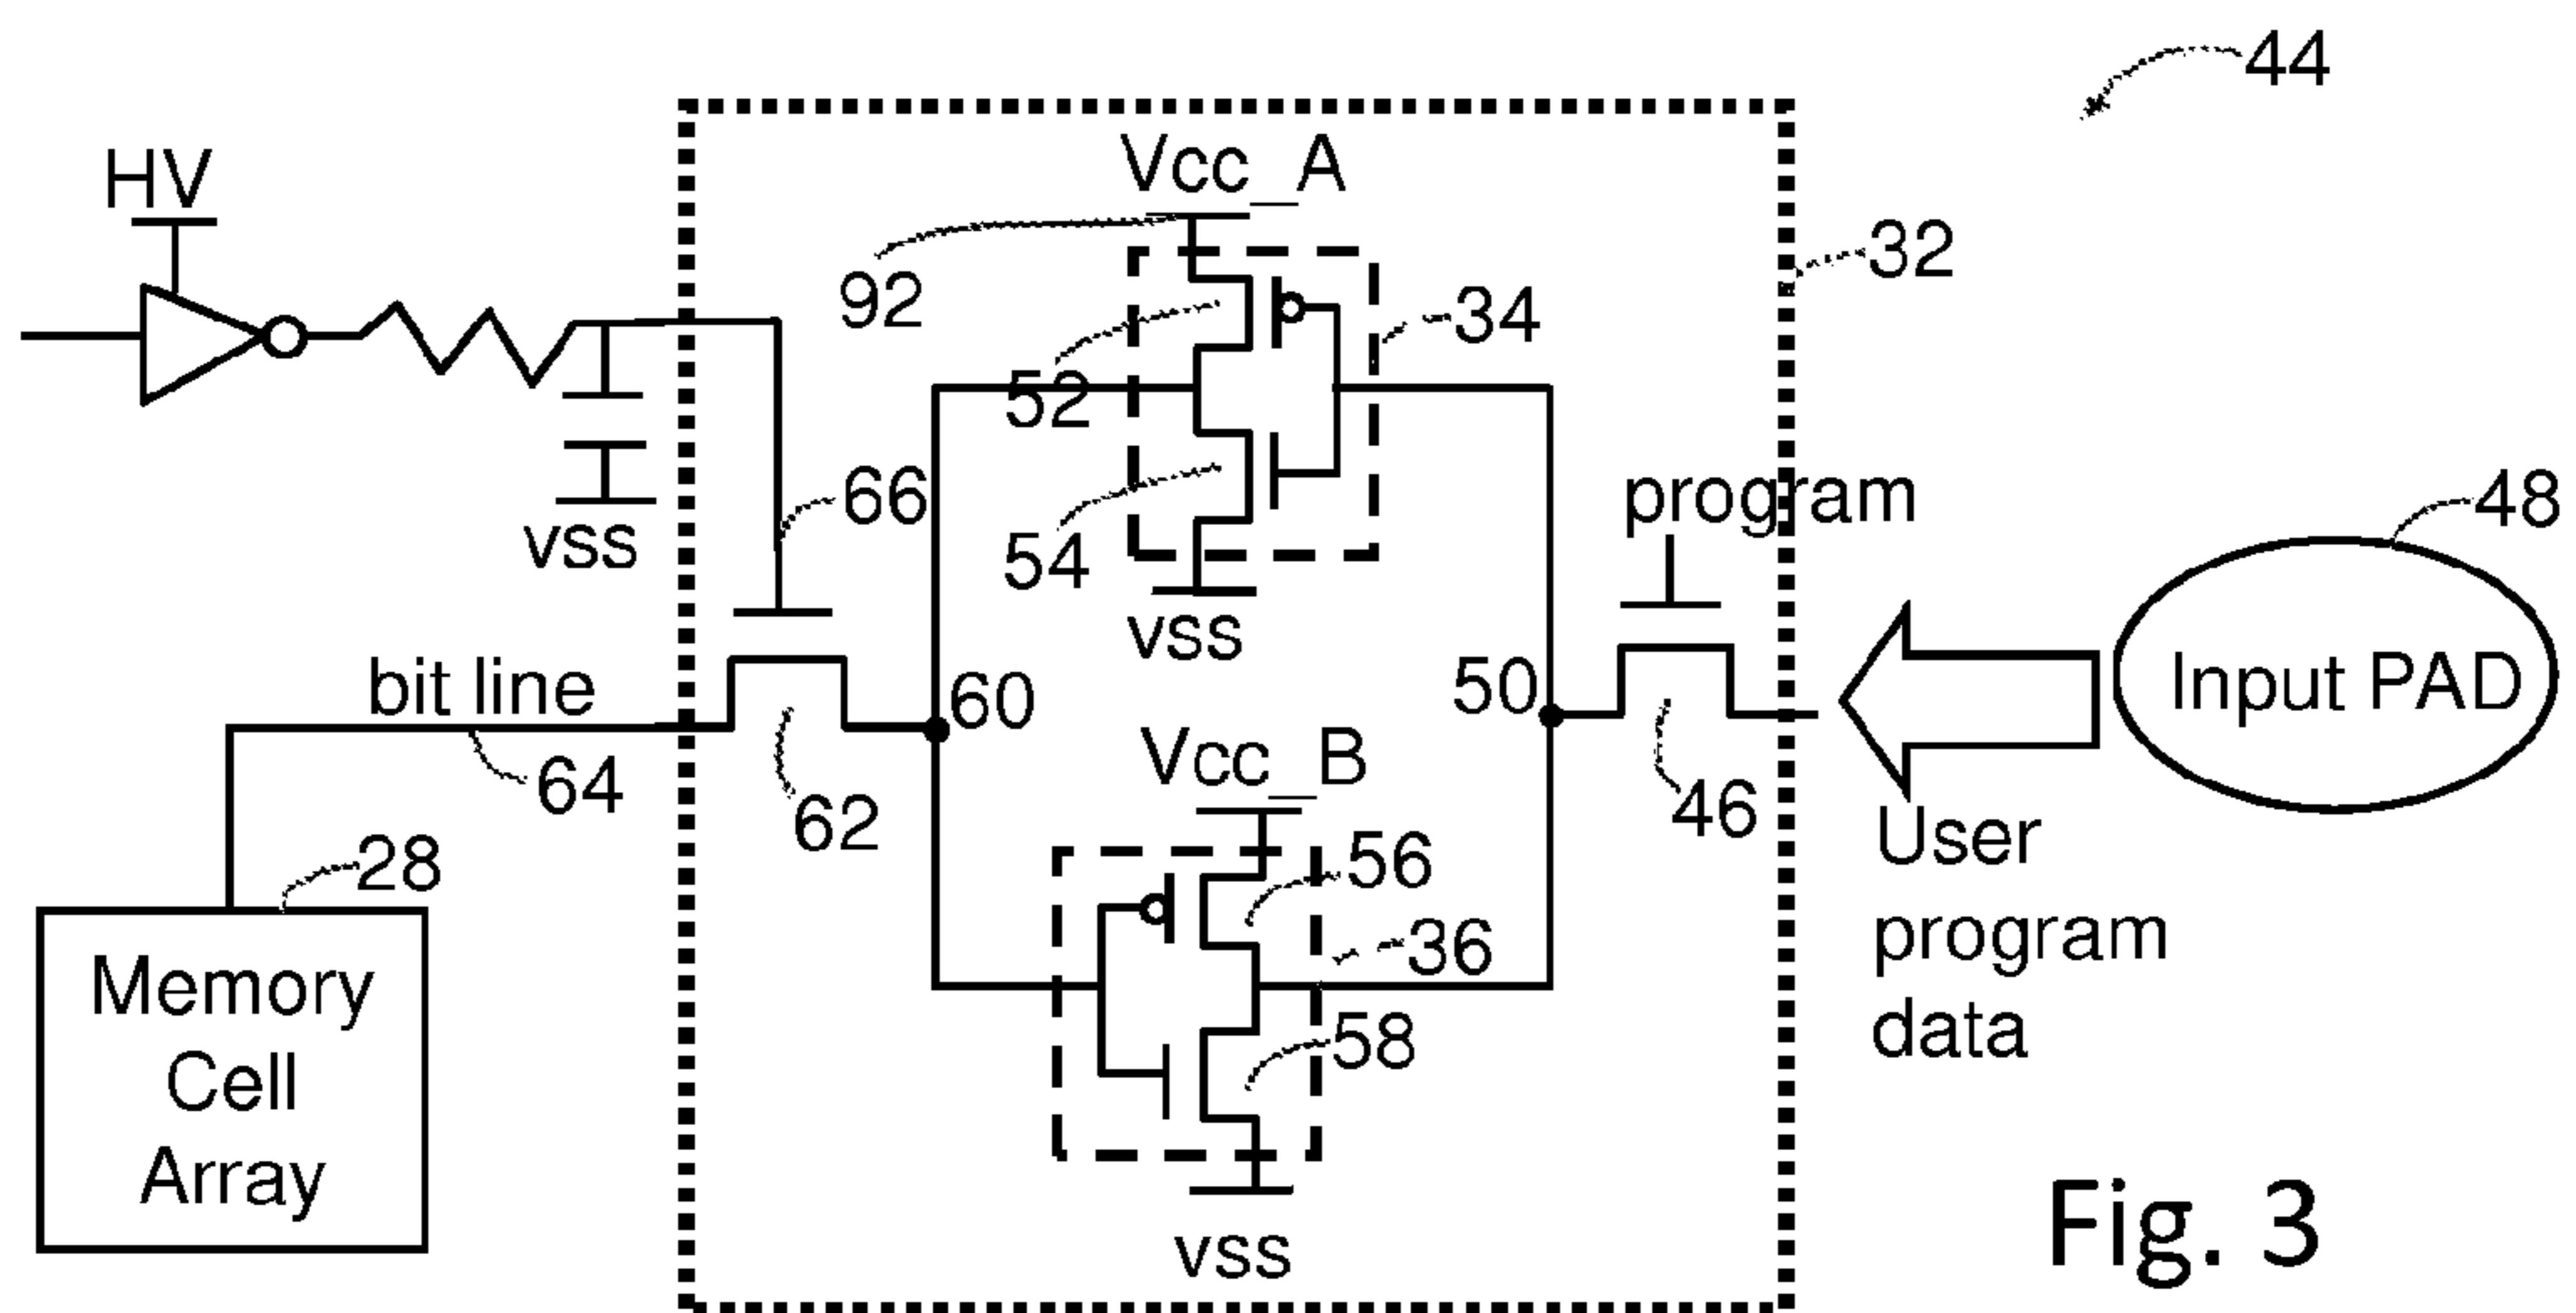 44
HV
Vcc_A
92
32
52
34
vss
66
54
vss
program
48
bit line
60
50
Input PAD
64
62
Vcc_B
46
28
56
36
58
User
program
data
Memory
Cell
Array
vss
Fig. 3